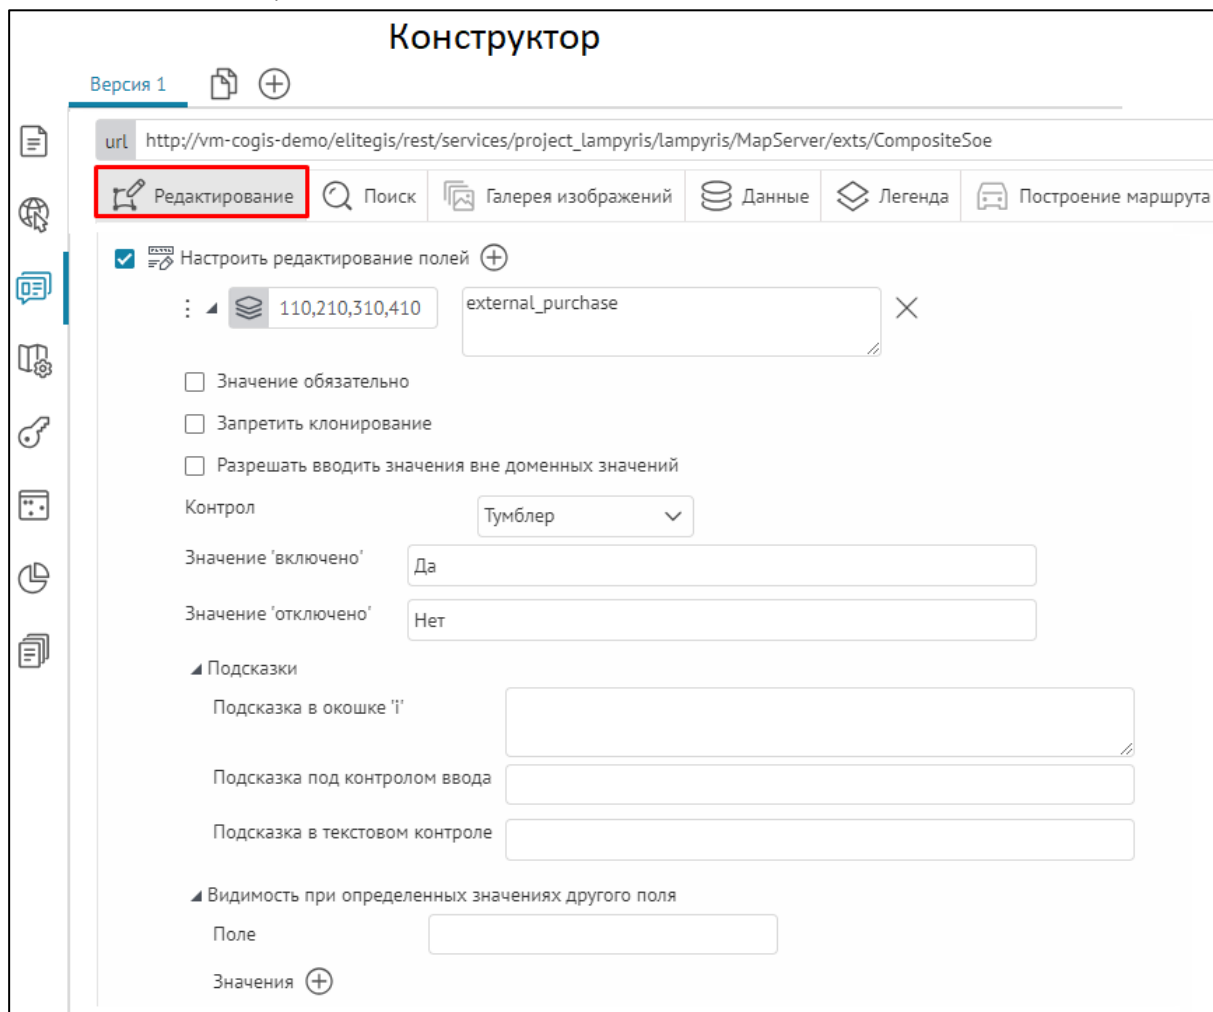 Конструктор
Версия 1
url http://vm-cogis-demo/elitegis/rest/services/project_lampyris/lampyris/MapServer/exts/CompositeSoe
Редактирование Поиск Галерея изображений Данные Легенда Построение маршрута
Настроить редактирование полей
110,210,310,410 external_purchase
Значение обязательно
Запретить клонирование
Разрешать вводить значения вне доменных значений
Контрол Тумблер
Значение 'включено' Да
Значение 'отключено' Нет
Подсказки
Подсказка в окошке 'i'
Подсказка под контролом ввода
Подсказка в текстовом контроле
Видимость при определенных значениях другого поля
Поле
Значения